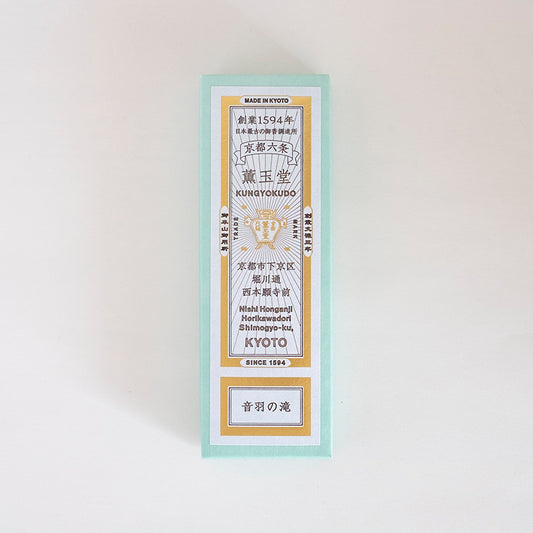 MADE IN KYOTO
創業1594年
日本最古の御香調進所
京都六条
薫玉堂
KUNGYOKUDO
TRADE
京都市下京区
堀川通
西本願寺前
Nishi Honganji
Horikawadori
Shimogyo-ku,
KYOTO
SINCE 1594
音羽の滝